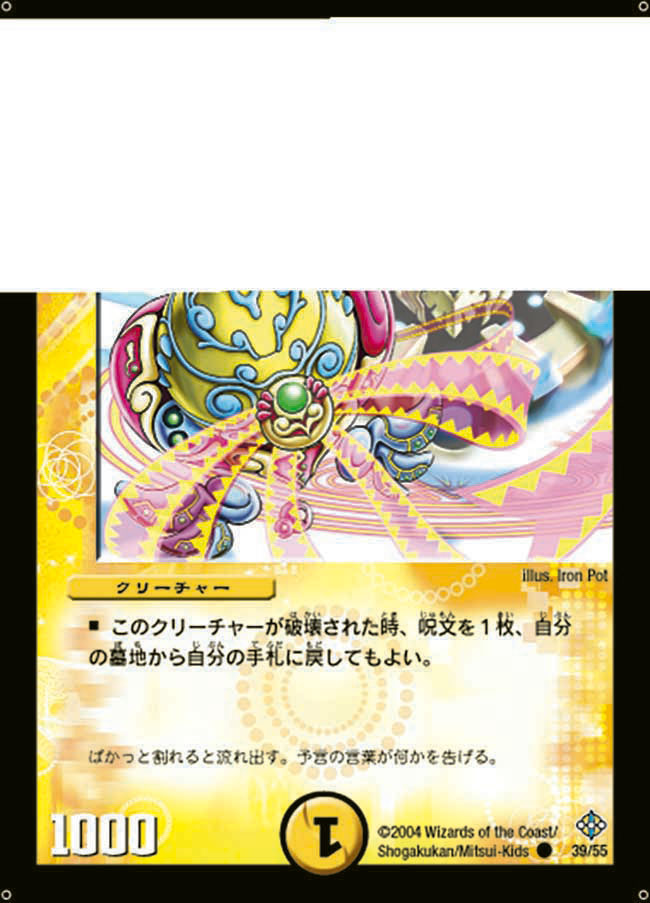 illus. Iron Pot
クリーチャー
■ このクリーチャーが破壊された時、呪文を1枚、自分
の墓地から自分の手札に戻してもよい。
ぱかっと割れると流れ出す。予言の言葉が何かを告げる。
1000
1
©2004 Wizards of the Coast/
Shogakukan/Mitsui-Kids ● 39/55